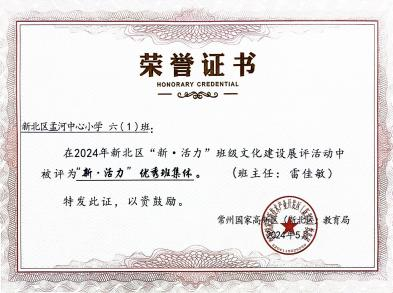 荣誉证书
HONORARY CREDENTIAL
新北区孟河中心小学 六(1)班:
在2024年新北区“新·活力”班级文化建设展评活动中
被评为“新·活力”优秀班集体。 (班主任:雷佳敏)
特发此证,以资鼓励。
常州国家高新区(新北区)教育局
2024年5